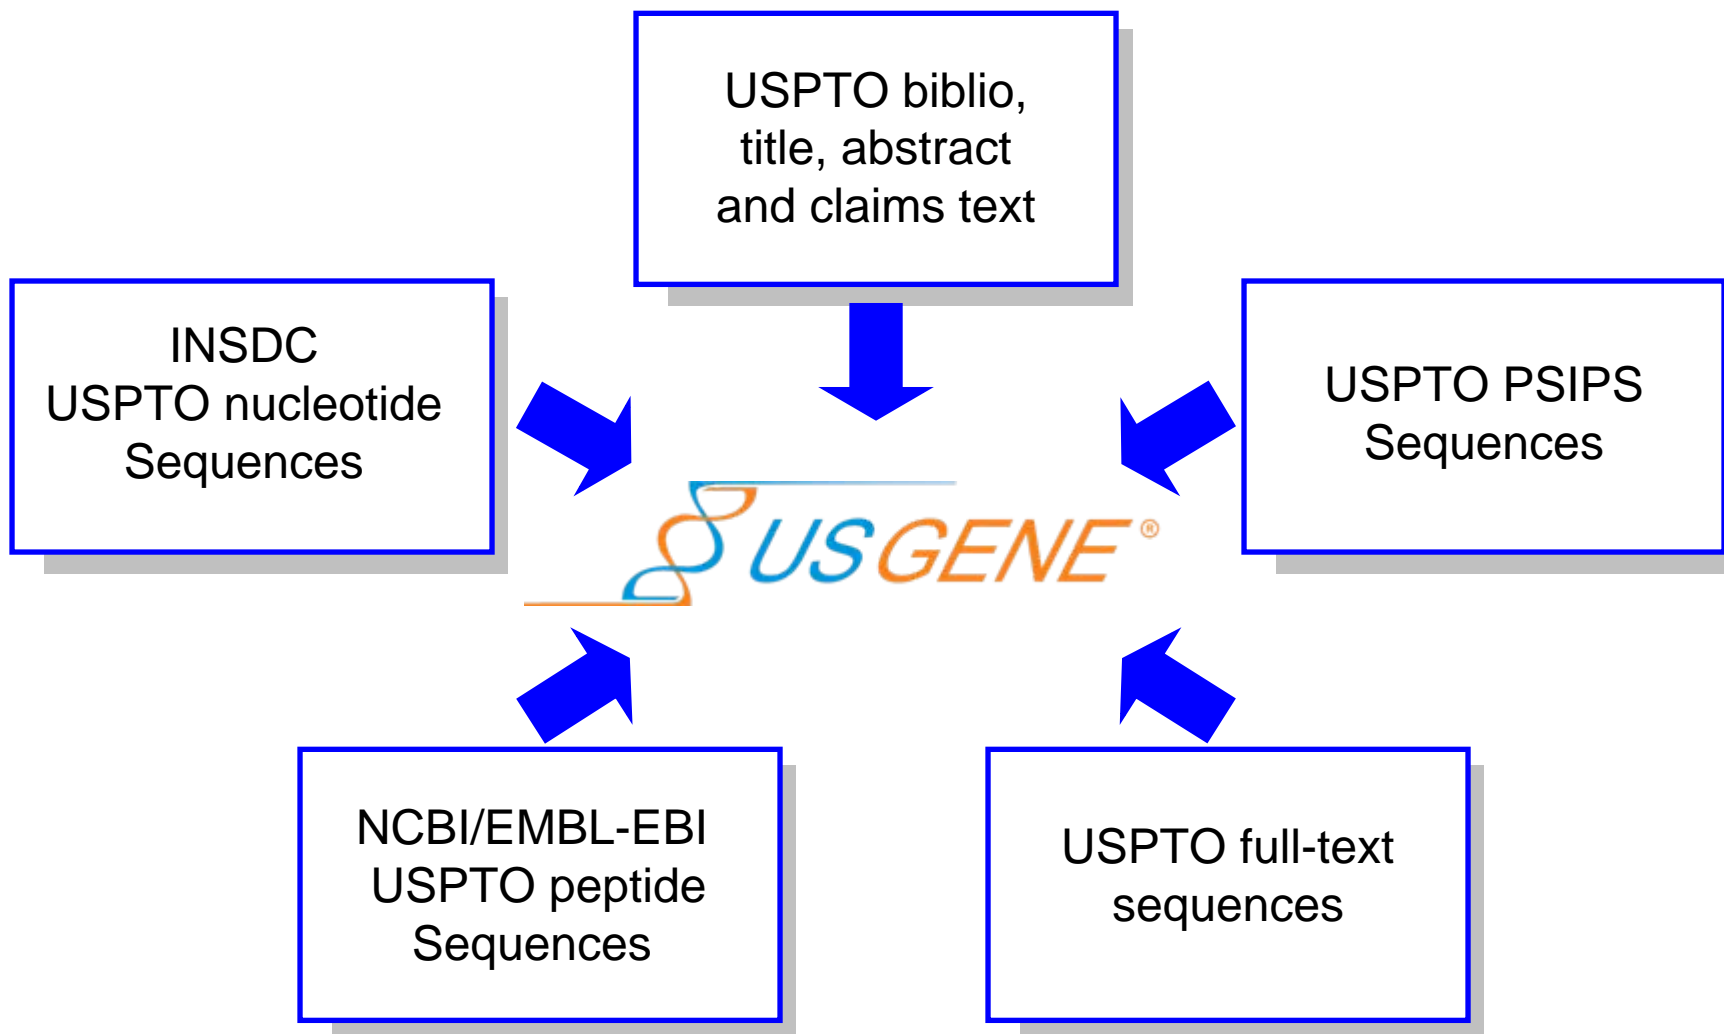 USPTO biblio,
title, abstract
and claims text
INSDC
USPTO nucleotide
Sequences
USPTO PSIPS
Sequences
USGENE®
NCBI/EMBL-EBI
USPTO peptide
Sequences
USPTO full-text
sequences